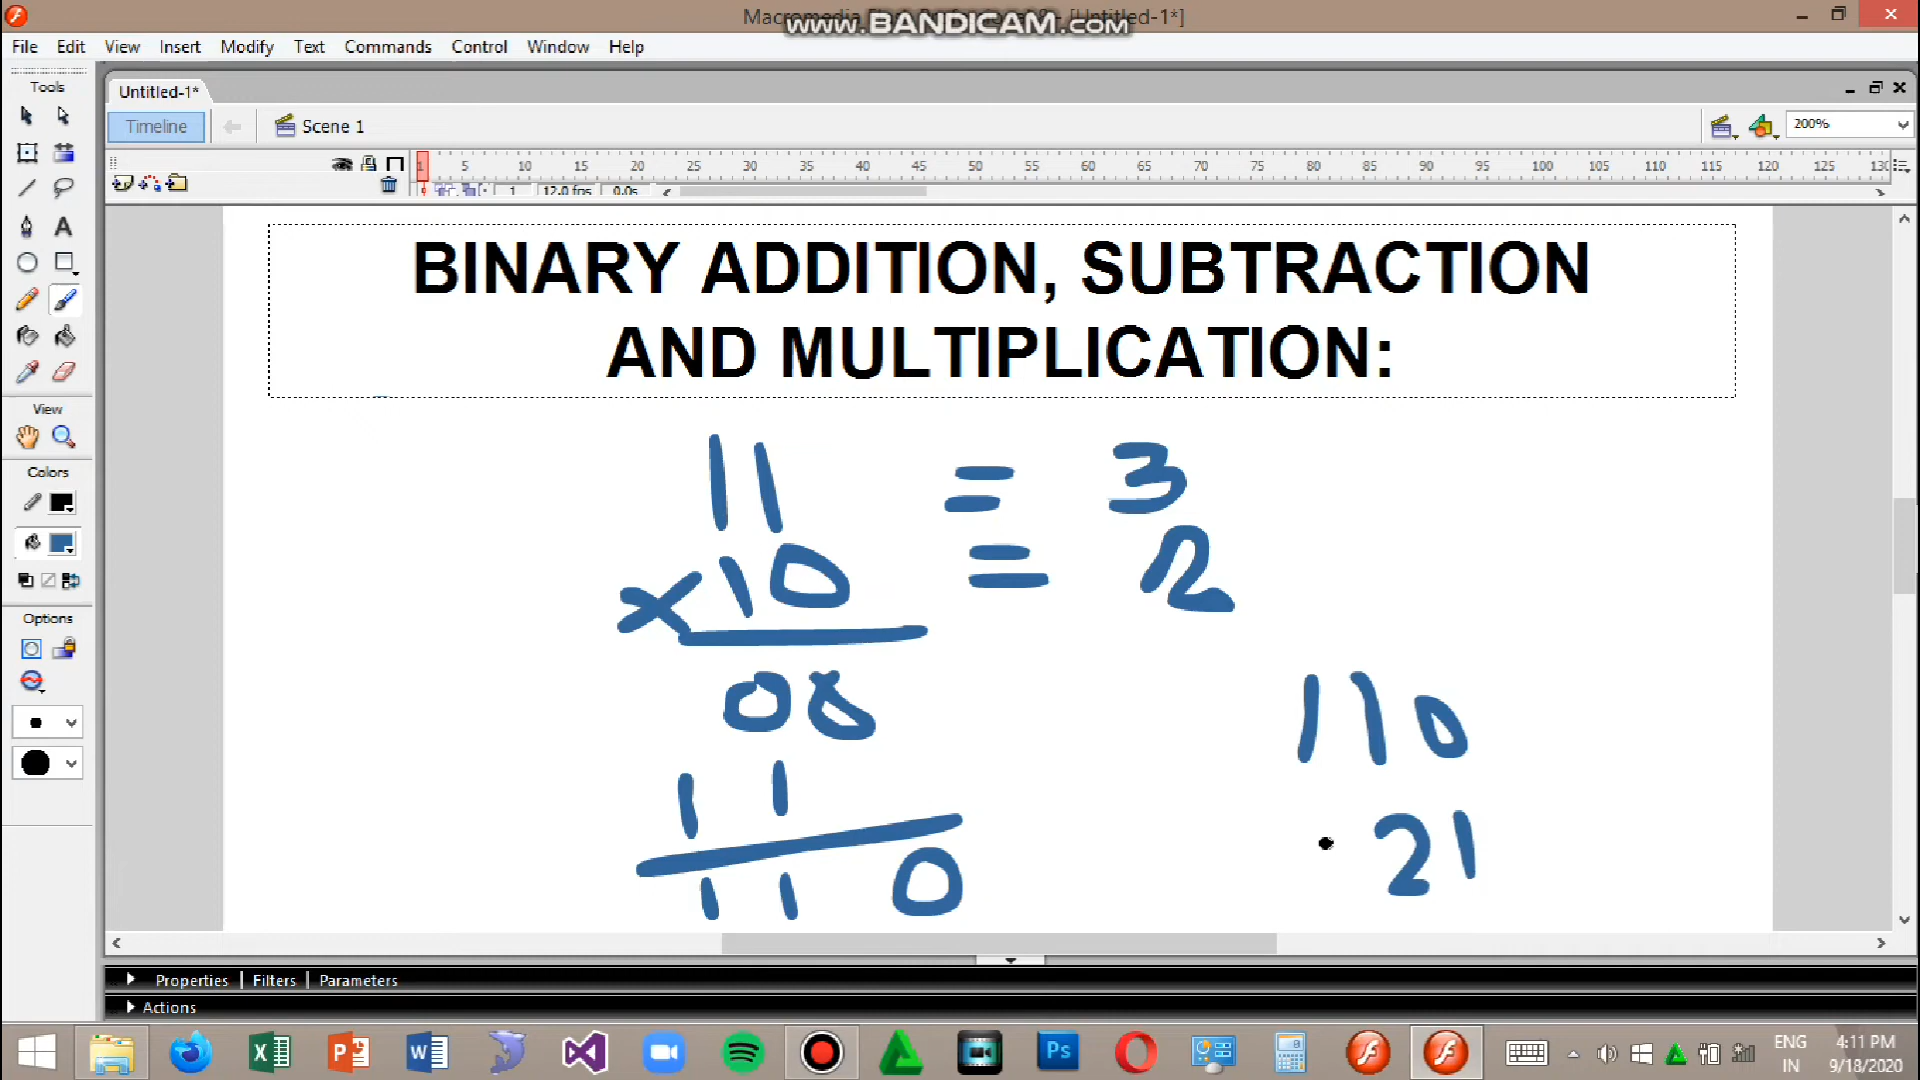 Macromedia Flash Professional 8 - [Untitled-1*]
www.BANDICAM.com
File Edit View Insert Modify Text Commands Control Window Help
Tools
Untitled-1*
Timeline
Scene 1
200%
1 5 10 15 20 25 30 35 40 45 50 55 60 65 70 75 80 85 90 95 100 105 110 115 120 125
1 12.0 fps 0.0s
BINARY ADDITION, SUBTRACTION
AND MULTIPLICATION:
View
Colors
Options
11 = 3
x10 = 2
11
110
110
21
Properties Filters Parameters
Actions
ENG
IN
4:11 PM
9/18/2020